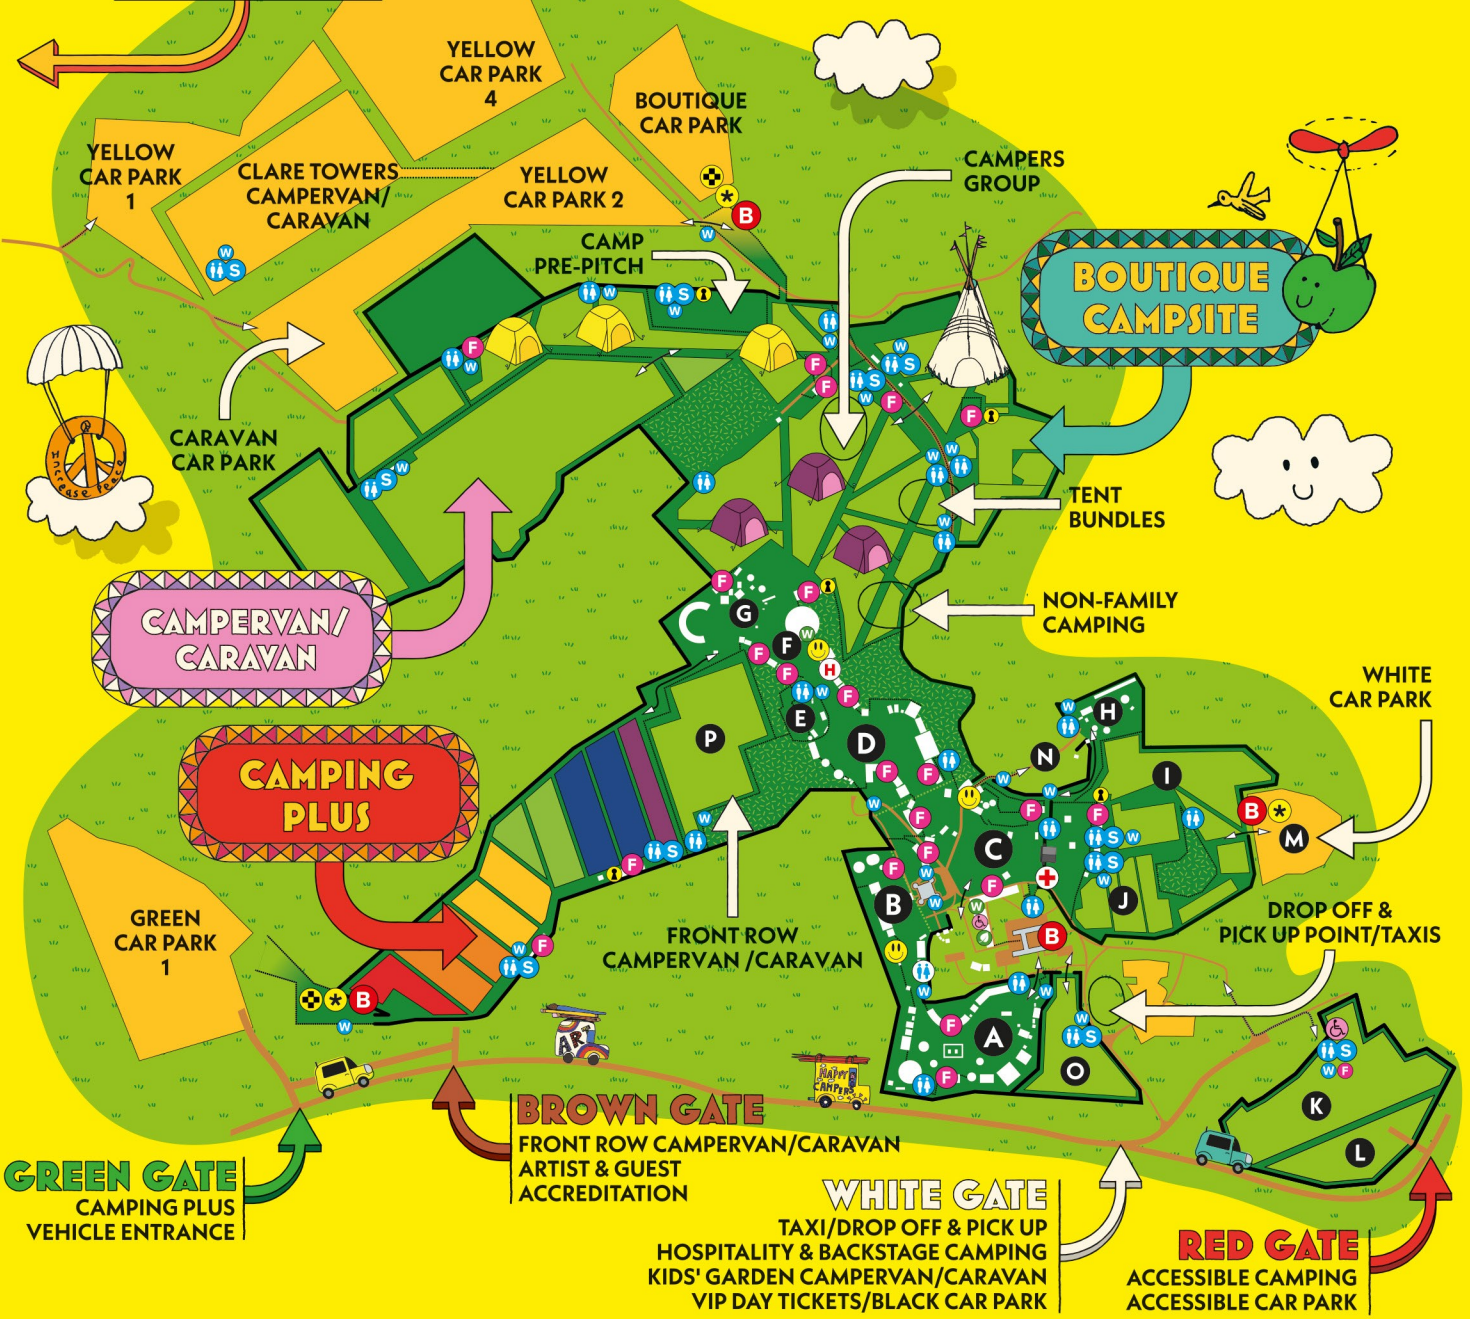 YELLOW
CAR PARK
4
BOUTIQUE
CAR PARK
YELLOW
CAR PARK
1
CLARE TOWERS
CAMPERVAN/
CARAVAN
YELLOW
CAR PARK 2
CAMPERS
GROUP
B
W
CAMP
PRE-PITCH
W
S
BOUTIQUE
CAMPSITE
W
S
W
W
W
S
W
F
W
F
F
S
W
F
F
CARAVAN
CAR PARK
Increase Peace
S
W
W
W
TENT
BUNDLES
W
CAMPERVAN/
CARAVAN
F
F
G
NON-FAMILY
CAMPING
F
W
F
H
F
W
F
E
D
P
WHITE
CAR PARK
W
H
N
I
CAMPING
PLUS
F
F
W
W
W
F
F
F
B
M
C
S
W
S
W
J
W
F
S
F
F
W
F
B
W
W
GREEN
CAR PARK
1
FRONT ROW
CAMPERVAN /CARAVAN
B
DROP OFF &
PICK UP POINT/TAXIS
W
F
S
B
W
W
W
F
A
W
S
O
F
S
W
F
K
L
ART
HAPPY
CAMPERS
GREEN GATE
CAMPING PLUS
VEHICLE ENTRANCE
BROWN GATE
FRONT ROW CAMPERVAN/CARAVAN
ARTIST & GUEST
ACCREDITATION
WHITE GATE
TAXI/DROP OFF & PICK UP
HOSPITALITY & BACKSTAGE CAMPING
KIDS' GARDEN CAMPERVAN/CARAVAN
VIP DAY TICKETS/BLACK CAR PARK
RED GATE
ACCESSIBLE CAMPING
ACCESSIBLE CAR PARK